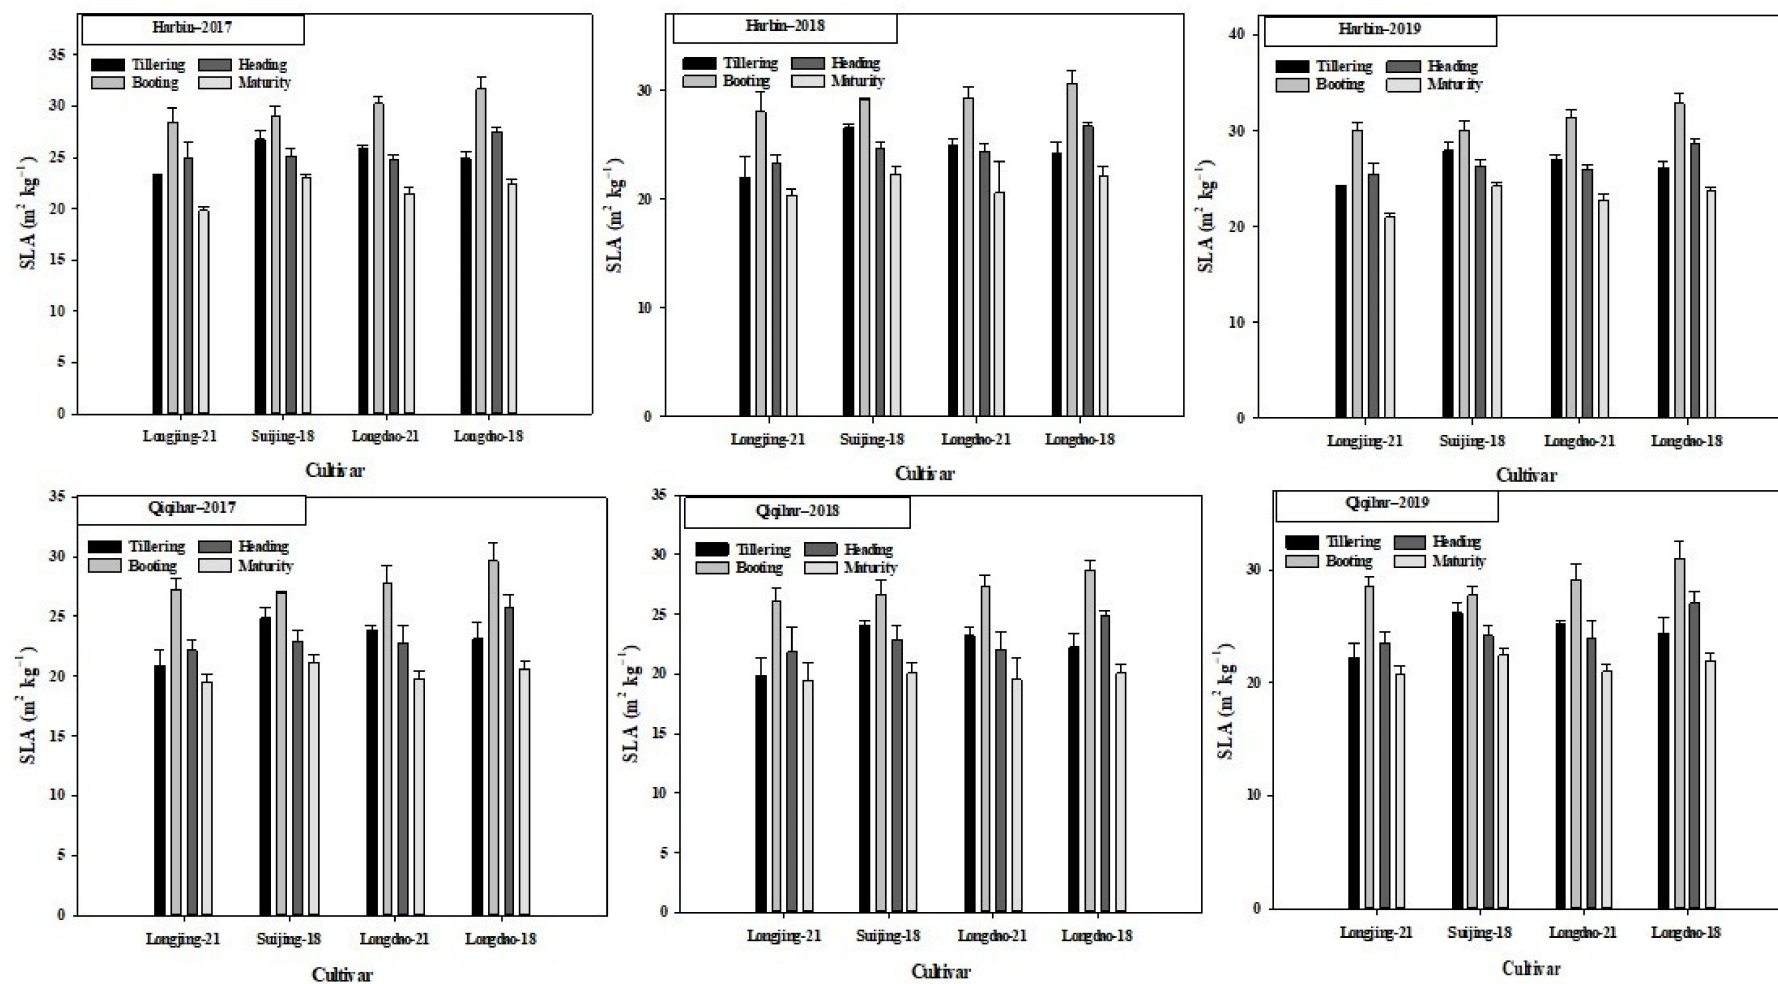 Harbin–2017
Tillering Heading
Booting Maturity
35
30
25
20
15
10
5
0
SLA (m² kg⁻¹)
Longjing-21 Suijing-18 Longdao-21 Longdao-18
Cultivar
Harbin–2018
Tillering Heading
Booting Maturity
30
20
10
0
SLA (m² kg⁻¹)
Longjing-21 Suijing-18 Longdao-21 Longdao-18
Cultivar
Harbin–2019
Tillering Heading
Booting Maturity
40
30
20
10
0
SLA (m² kg⁻¹)
Longjing-21 Suijing-18 Longdao-21 Longdao-18
Cultivar
Qiqihar–2017
Tillering Heading
Booting Maturity
35
30
25
20
15
10
5
0
SLA (m² kg⁻¹)
Longjing-21 Suijing-18 Longdao-21 Longdao-18
Cultivar
Qiqihar–2018
Tillering Heading
Booting Maturity
35
30
25
20
15
10
5
0
SLA (m² kg⁻¹)
Longjing-21 Suijing-18 Longdao-21 Longdao-18
Cultivar
Qiqihar–2019
Tillering Heading
Booting Maturity
30
20
10
0
SLA (m² kg⁻¹)
Longjing-21 Suijing-18 Longdao-21 Longdao-18
Cultivar